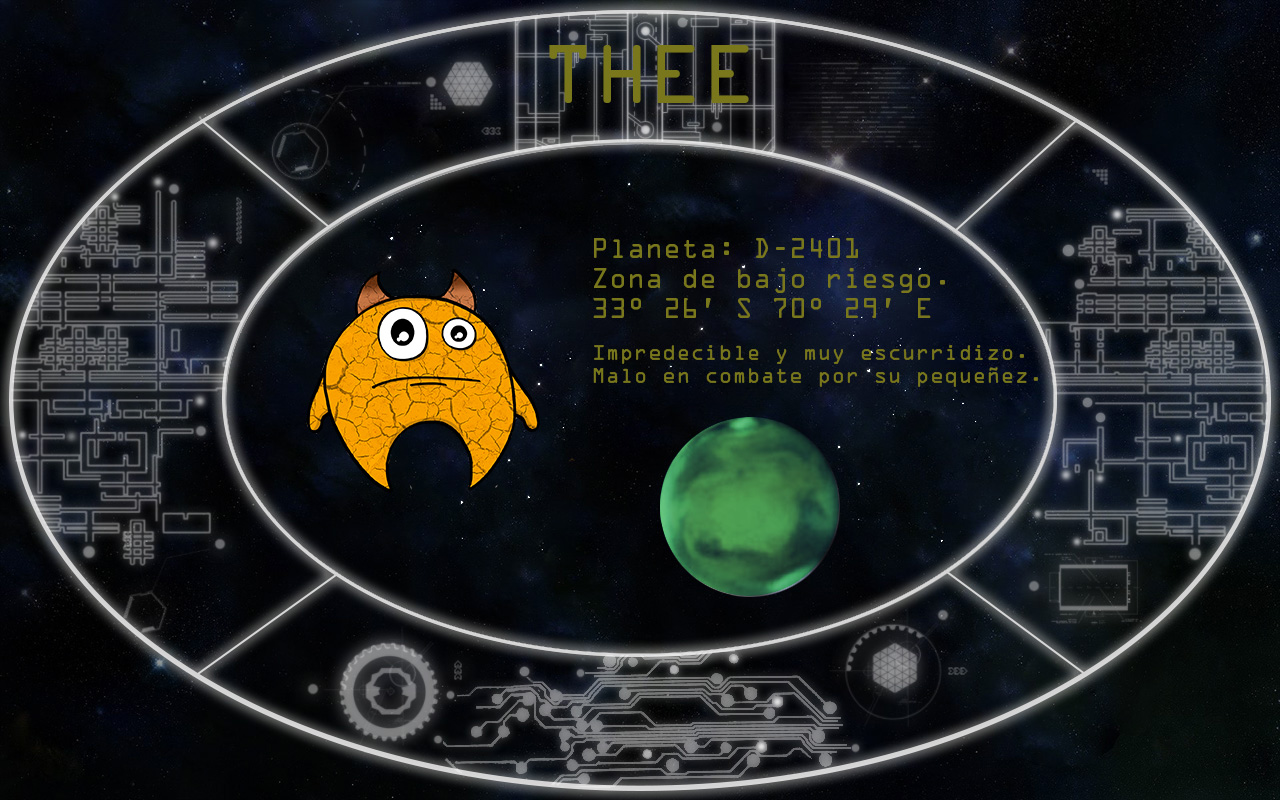 THEE
Planeta: D-2401
Zona de bajo riesgo.
33º 26' S 70º 29' E
Impredecible y muy escurridizo.
Malo en combate por su pequeñez.